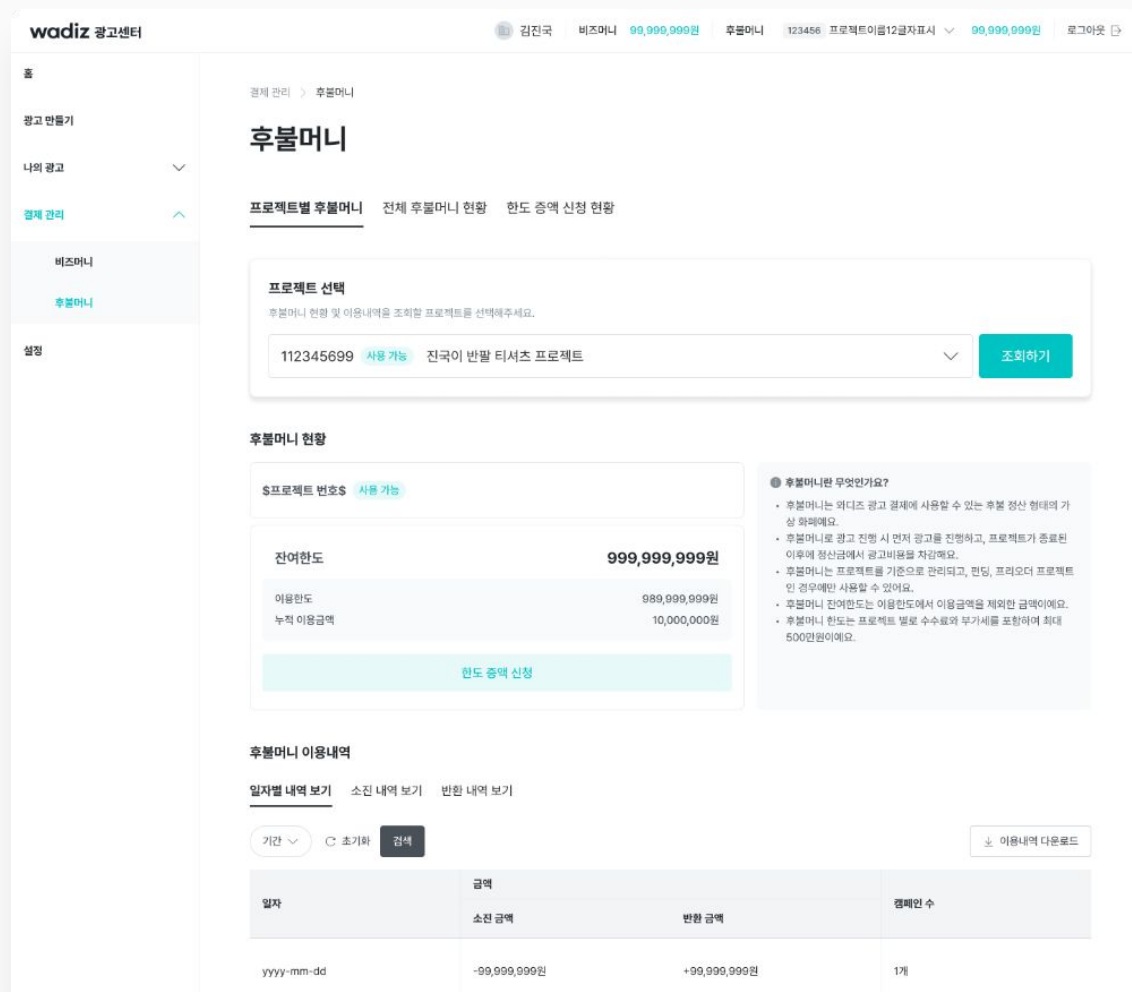 wadiz 광고센터
김진국 비즈머니 99,999,999원 후불머니 123456 프로젝트이름12글자표시 99,999,999원 로그아웃
홈
광고 만들기
나의 광고
결제 관리
비즈머니
후불머니
설정
결제 관리 > 후불머니
후불머니
프로젝트별 후불머니 전체 후불머니 현황 한도 증액 신청 현황
프로젝트 선택
후불머니 현황 및 이용내역을 조회할 프로젝트를 선택해주세요.
112345699 사용 가능 진국이 반팔 티셔츠 프로젝트 조회하기
후불머니 현황
$프로젝트 번호$ 사용 가능
잔여한도 999,999,999원
이용한도 989,999,999원
누적 이용금액 10,000,000원
한도 증액 신청
후불머니란 무엇인가요?
• 후불머니는 와디즈 광고 결제에 사용할 수 있는 후불 정산 형태의 가
상 화폐예요.
• 후불머니로 광고 진행 시 먼저 광고를 진행하고, 프로젝트가 종료된
이후에 정산금에서 광고비용을 차감해요.
• 후불머니는 프로젝트를 기준으로 관리되고, 펀딩, 프리오더 프로젝트
인 경우에만 사용할 수 있어요.
• 후불머니 잔여한도는 이용한도에서 이용금액을 제외한 금액이예요.
• 후불머니 한도는 프로젝트 별로 수수료와 부가세를 포함하여 최대
500만원이예요.
후불머니 이용내역
일자별 내역 보기 소진 내역 보기 반환 내역 보기
기간 초기화 검색 이용내역 다운로드
일자 금액 캠페인 수
소진 금액 반환 금액
yyyy-mm-dd -99,999,999원 +99,999,999원 1개